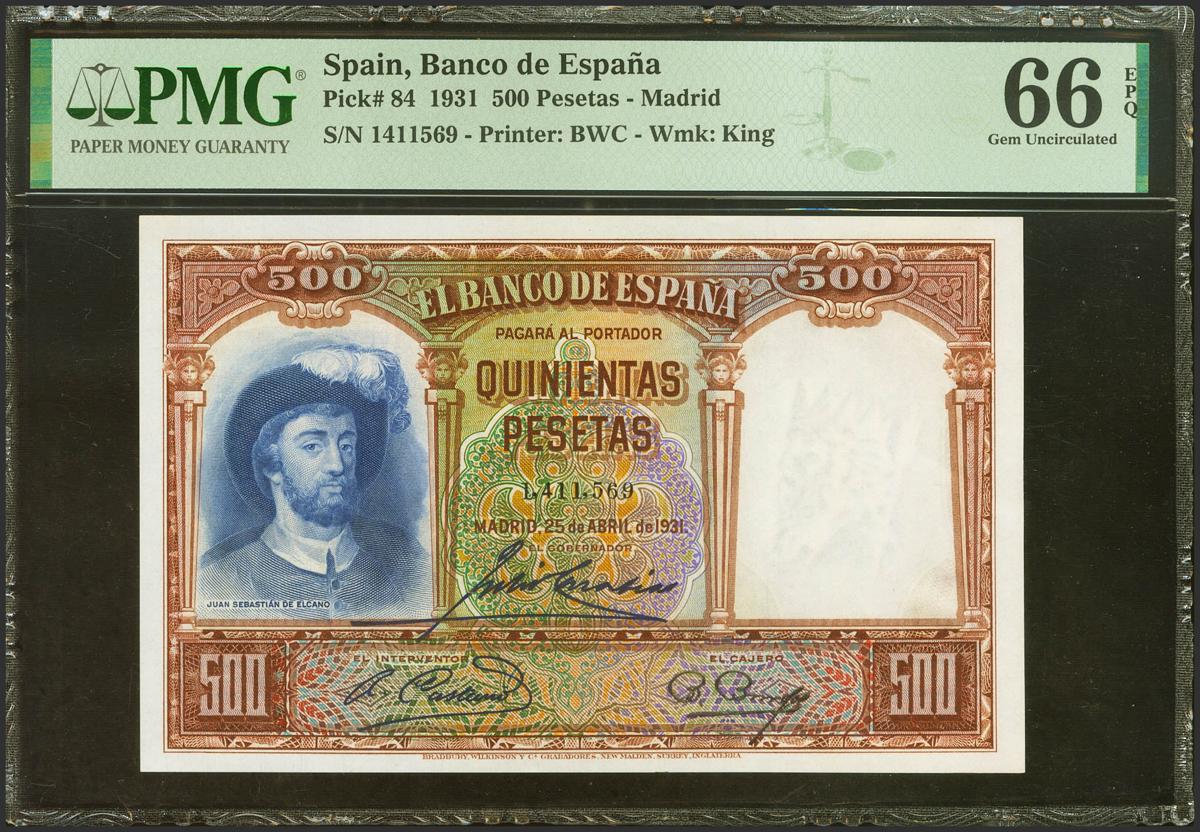 PMG®
PAPER MONEY GUARANTY
Spain, Banco de España
Pick# 84 1931 500 Pesetas - Madrid
S/N 1411569 - Printer: BWC - Wmk: King
66 EPQ
Gem Uncirculated
500 500
EL BANCO DE ESPAÑA
PAGARÁ AL PORTADOR
QUINIENTAS
PESETAS
1,411,569
MADRID, 25 de ABRIL de 1931.
EL GOBERNADOR
JUAN SEBASTIÁN DE ELCANO
EL INTERVENTOR EL CAJERO
500 500
BRADBURY, WILKINSON Y Cª GRABADORES, NEW MALDEN, SURREY, INGLATERRA.